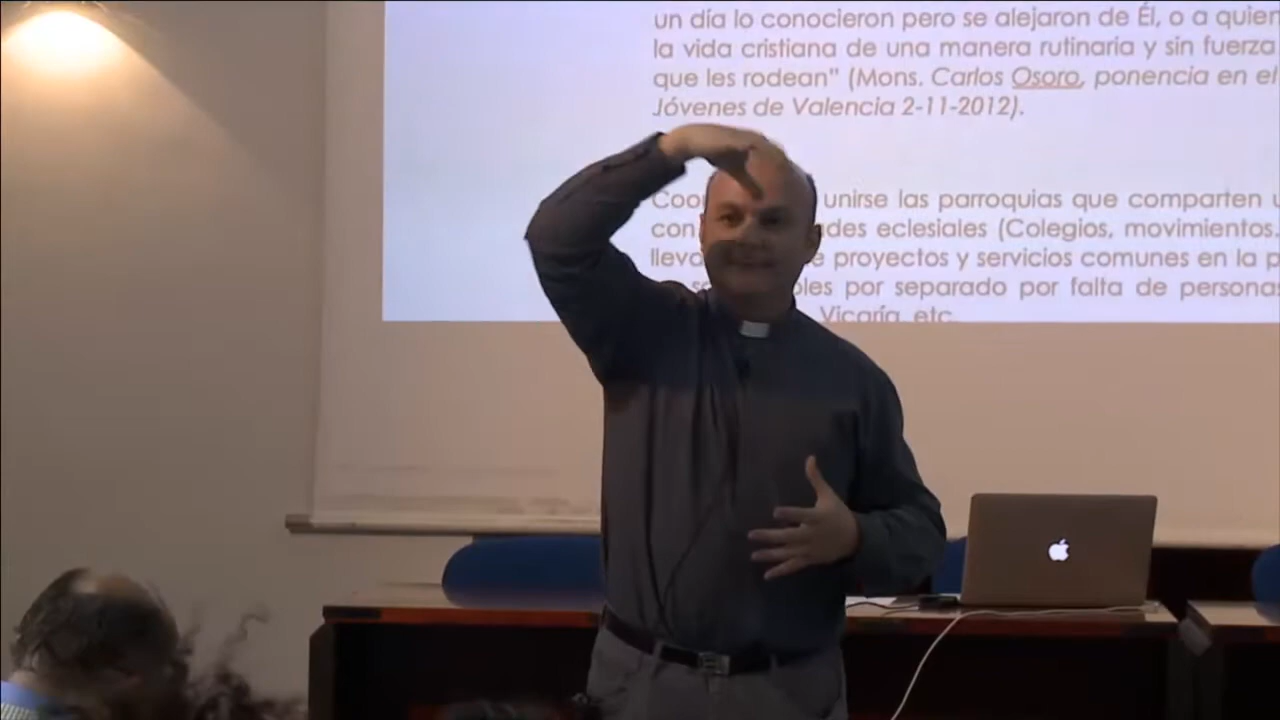 un día lo conocieron pero se alejaron de Él, o a quien
la vida cristiana de una manera rutinaria y sin fuerza
que les rodean" (Mons. Carlos Osoro, ponencia en el
Jóvenes de Valencia 2-11-2012).
unirse las parroquias que comparten
con ades eclesiales (Colegios, movimientos.
proyectos y servicios comunes en la
por separado por falta de personas
Vicaría, etc.